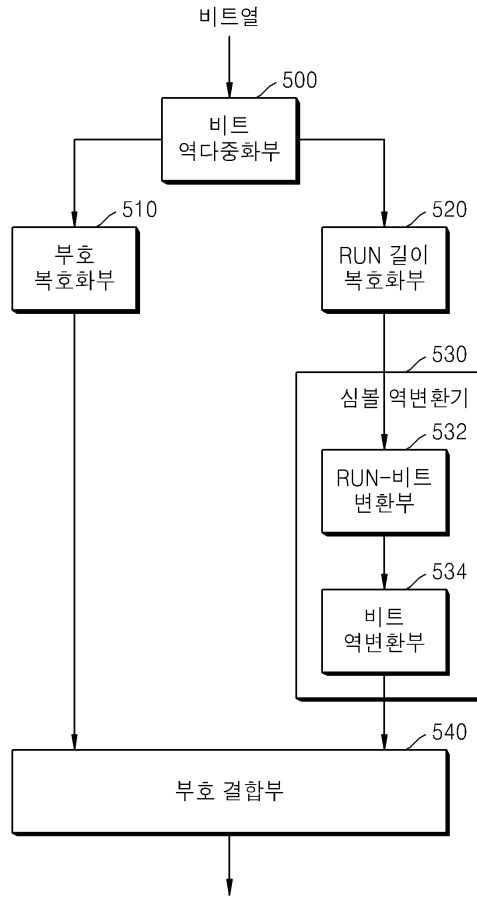 비트열
500
비트
역다중화부
510
부호
복호화부
520
RUN 길이
복호화부
530
심볼 역변환기
532
RUN-비트
변환부
534
비트
역변환부
540
부호 결합부